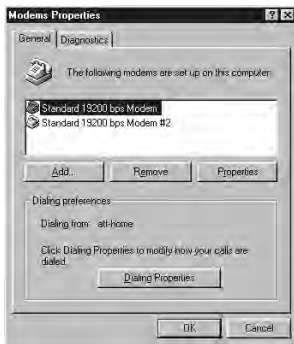 Modems Properties
General Diagnostics
The following modems are set up on this computer:
Standard 19200 bps Modem
Standard 19200 bps Modem #2
Add... Remove Properties
Dialing preferences
Dialing from: att-home
Click Dialing Properties to modify how your calls are
dialed.
Dialing Properties
OK Cancel